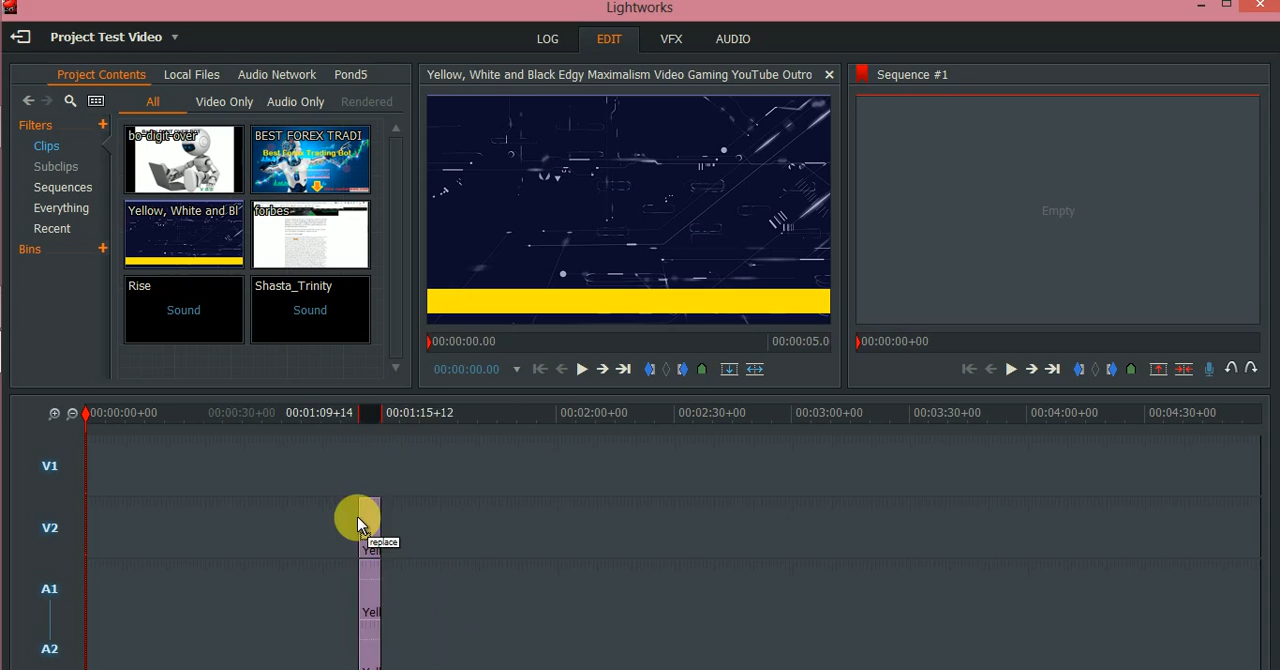 Lightworks
Project Test Video
LOG EDIT VFX AUDIO
Project Contents Local Files Audio Network Pond5
All Video Only Audio Only Rendered
Filters +
Clips
Subclips
Sequences
Everything
Recent
Bins +
bo-digit-over
BEST FOREX TRADI
Best Forex Trading Bot
Yellow, White and Bl
forbes
Rise
Sound
Shasta_Trinity
Sound
Yellow, White and Black Edgy Maximalism Video Gaming YouTube Outro
00:00:00.00 00:00:05.0
00:00:00.00
Sequence #1
Empty
00:00:00+00
00:00:00+00 00:00:30+00 00:01:09+14 00:01:15+12 00:02:00+00 00:02:30+00 00:03:00+00 00:03:30+00 00:04:00+00 00:04:30+00
V1
V2
replace
Yell
A1
Yell
A2